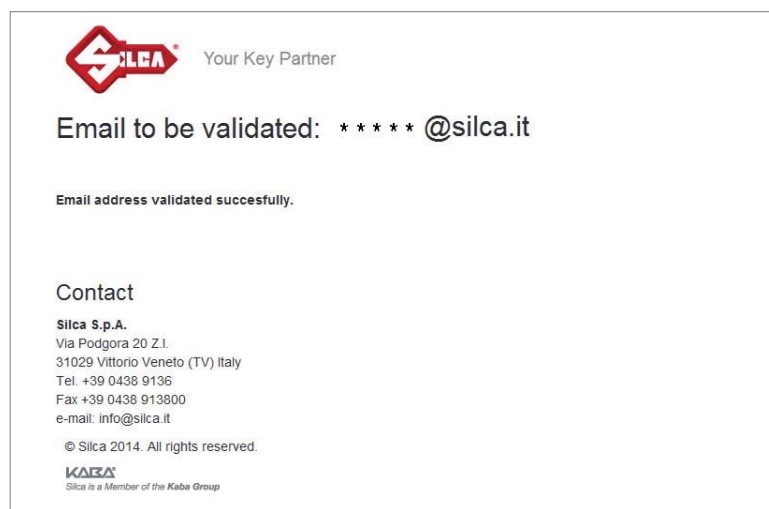 SILCA®
Your Key Partner
Email to be validated: * * * * * @silca.it
Email address validated succesfully.
Contact
Silca S.p.A.
Via Podgora 20 Z.I.
31029 Vittorio Veneto (TV) Italy
Tel. +39 0438 9136
Fax +39 0438 913800
e-mail: info@silca.it
© Silca 2014. All rights reserved.
KABA®
Silca is a Member of the Kaba Group